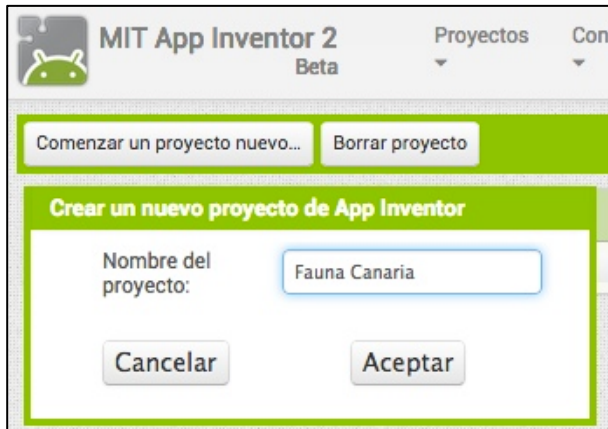 MIT App Inventor 2
Beta
Proyectos
Con
Comenzar un proyecto nuevo...
Borrar proyecto
Crear un nuevo proyecto de App Inventor
Nombre del
proyecto:
Fauna Canaria
Cancelar
Aceptar